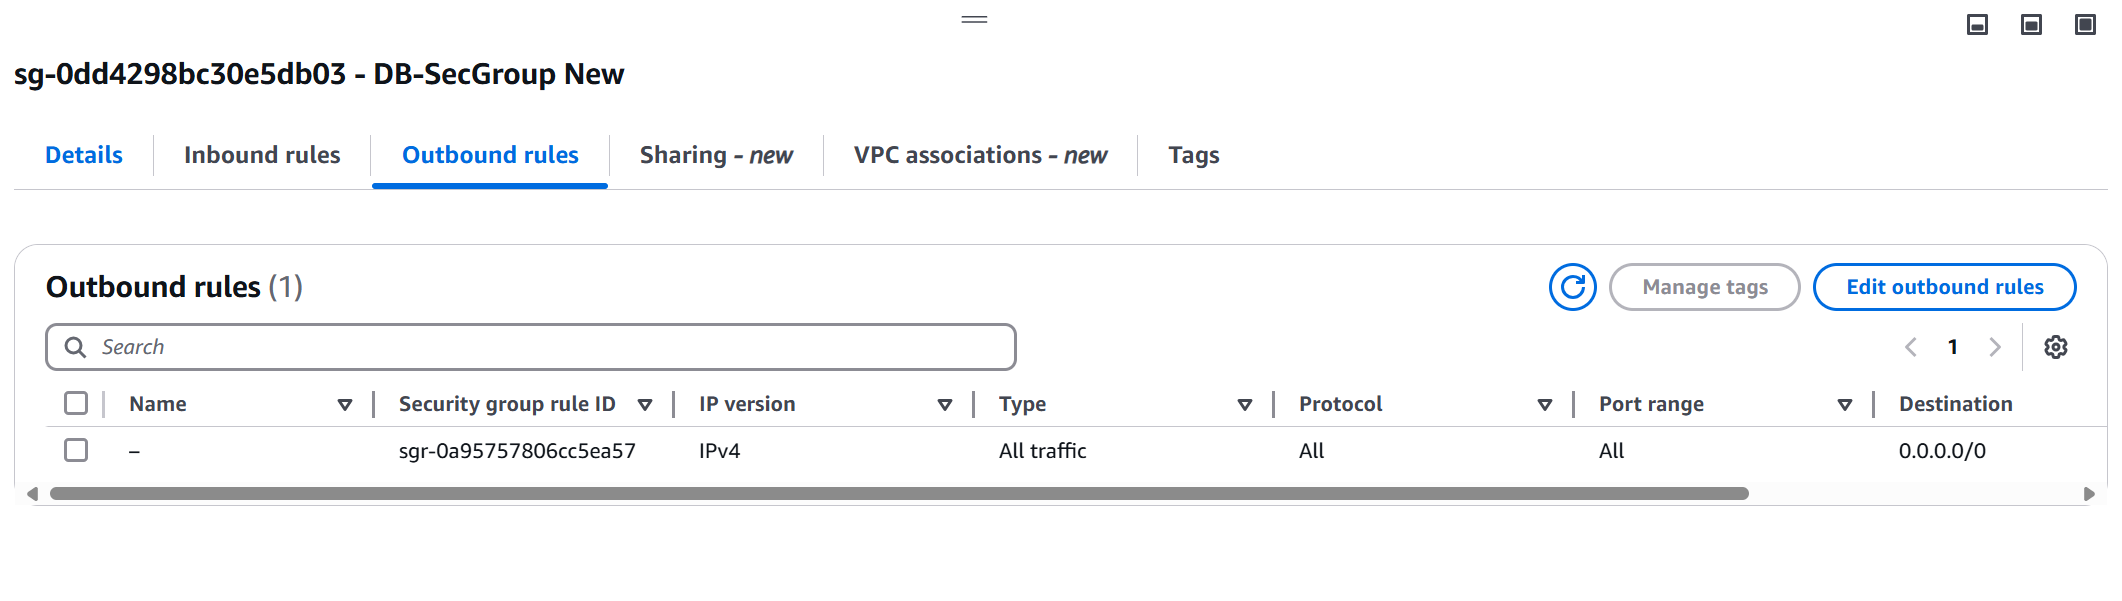 sg-0dd4298bc30e5db03 - DB-SecGroup New
Details Inbound rules Outbound rules Sharing - new VPC associations - new Tags
Outbound rules (1)
Manage tags Edit outbound rules
Search 1
Name Security group rule ID IP version Type Protocol Port range Destination
– sgr-0a95757806cc5ea57 IPv4 All traffic All All 0.0.0.0/0